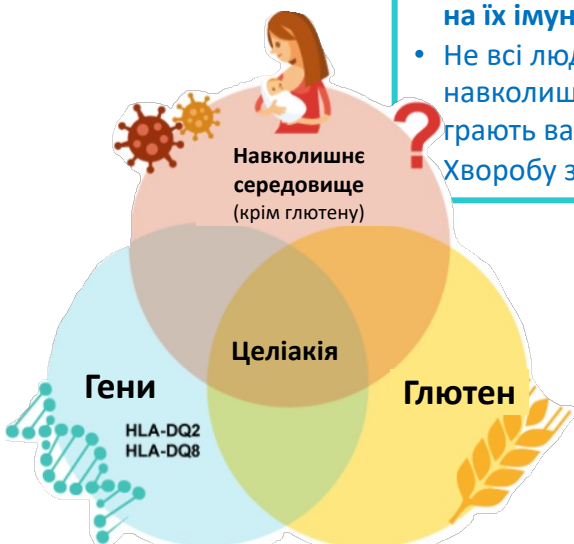 на їх імун
• Не всі люд
навколиш
грають ва
Хворобу з
?
Навколишнє
середовище
(крім глютену)
Целіакія
Гени
Глютен
HLA-DQ2
HLA-DQ8